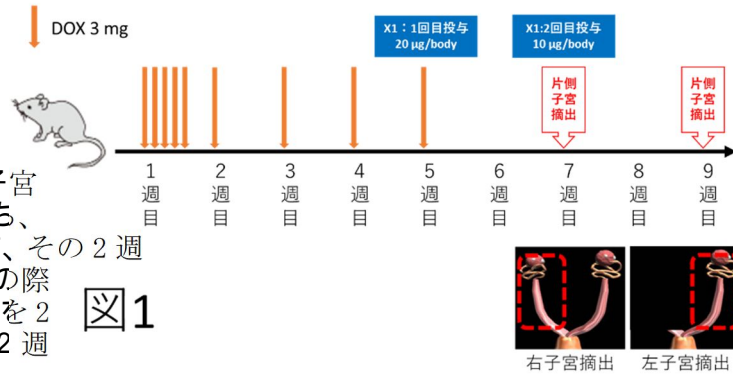 DOX 3 mg
X1：1回目投与
20 µg/body
X1:2回目投与
10 µg/body
片側
子宮
摘出
片側
子宮
摘出
1
週
目
2
週
目
3
週
目
4
週
目
5
週
目
6
週
目
7
週
目
8
週
目
9
週
目
子宮
ち、
、その２週
の際
を２
２週
図1
右子宮摘出
左子宮摘出